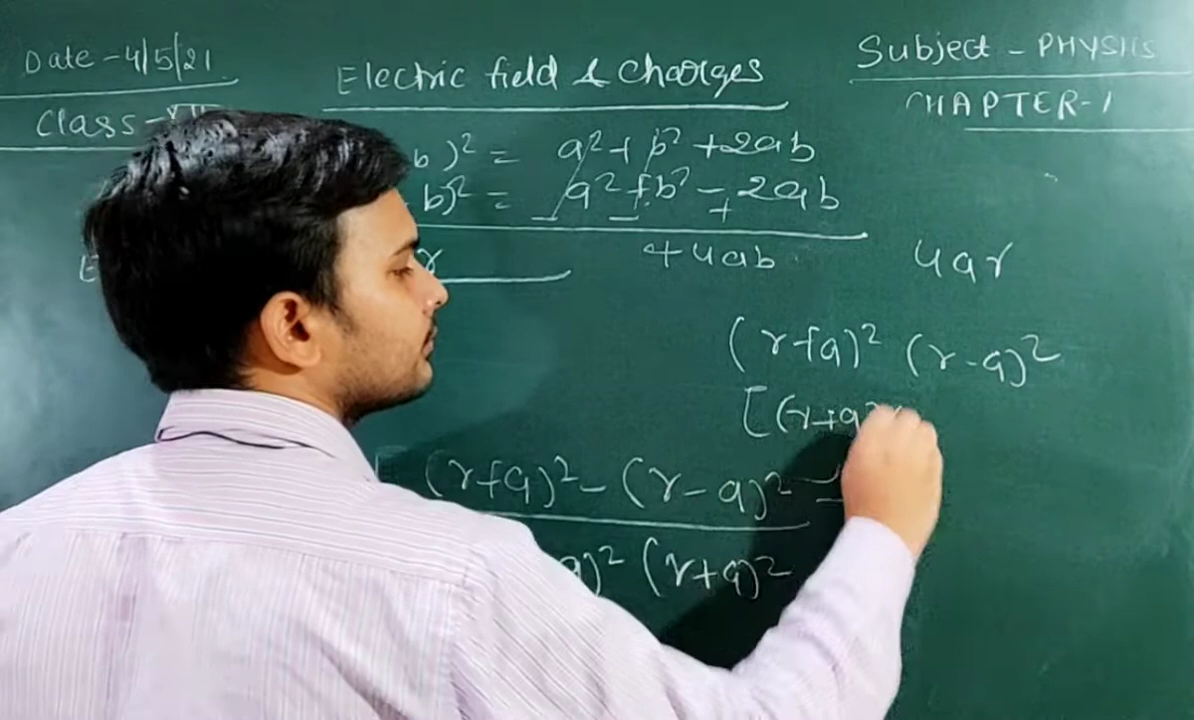 Date - 4/5/21
Electric field & Charges
Subject - PHYSICS
Class - XII
CHAPTER-1
b)² = a² + b² + 2ab
b)² = a² + b² - 2ab
- - +
+ 4ab
4ar
(r+a)² (r-a)²
[(r+a)
(r+a)² - (r-a)²
a)² (r+a)²